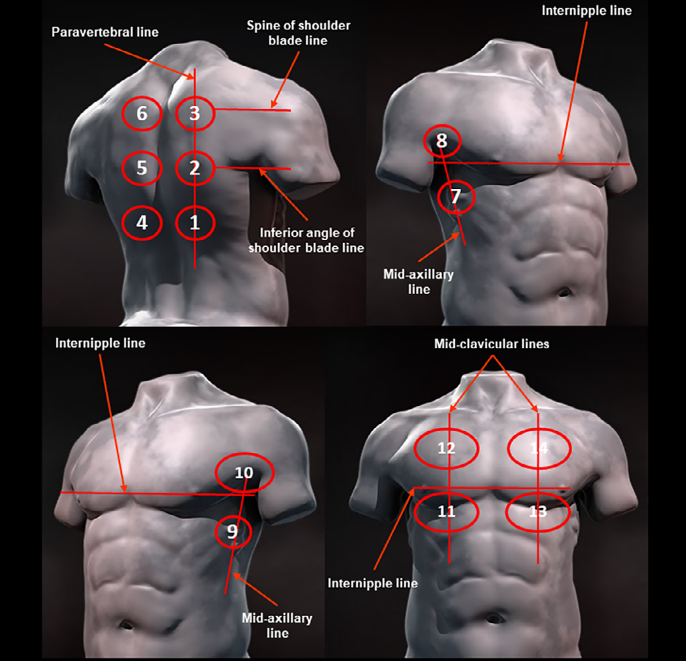 Paravertebral line
Spine of shoulder
blade line
6
3
5
2
4
1
Inferior angle of
shoulder blade line
Internipple line
8
7
Mid-axillary
line
Internipple line
10
9
Mid-axillary
line
Mid-clavicular lines
12
14
11
13
Internipple line